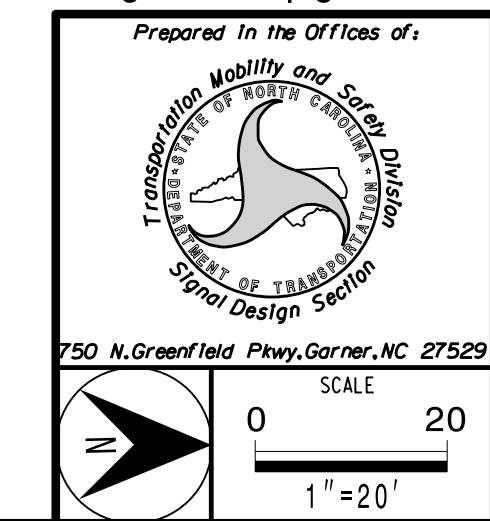 Prepared in the Offices of:
Transportation Mobility and Safety Division
STATE OF NORTH CAROLINA
DEPARTMENT OF TRANSPORTATION
Signal Design Section
750 N.Greenfield Pkwy,Garner,NC 27529
N
SCALE
0 20
1"=20'